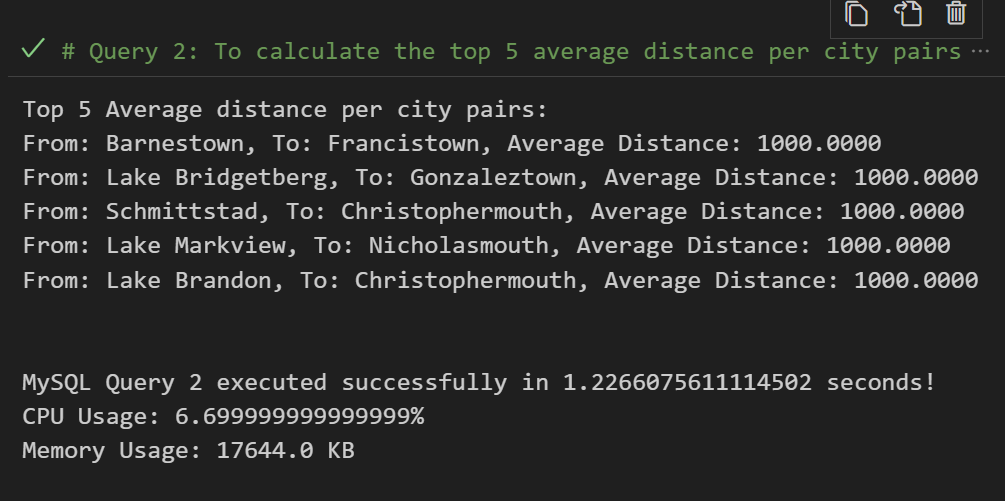 # Query 2: To calculate the top 5 average distance per city pairs ···
Top 5 Average distance per city pairs:
From: Barnestown, To: Francistown, Average Distance: 1000.0000
From: Lake Bridgetberg, To: Gonzaleztown, Average Distance: 1000.0000
From: Schmittstad, To: Christophermouth, Average Distance: 1000.0000
From: Lake Markview, To: Nicholasmouth, Average Distance: 1000.0000
From: Lake Brandon, To: Christophermouth, Average Distance: 1000.0000
MySQL Query 2 executed successfully in 1.2266075611114502 seconds!
CPU Usage: 6.699999999999999%
Memory Usage: 17644.0 KB